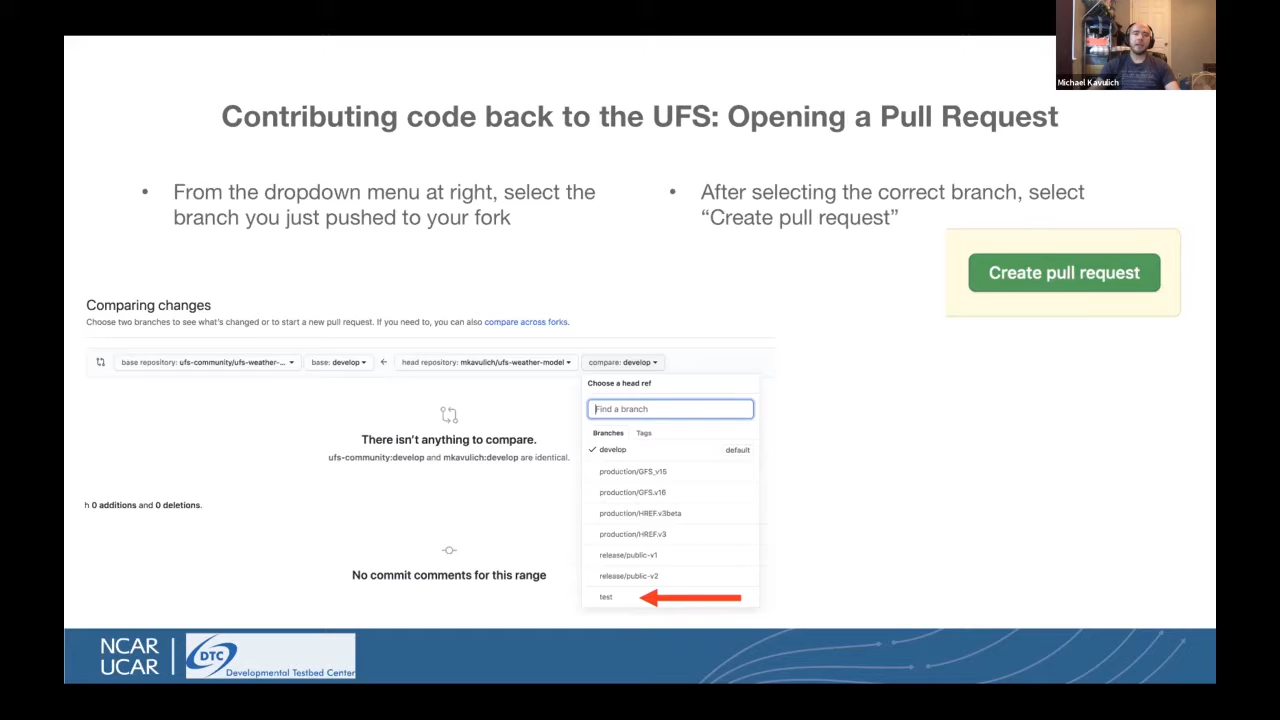 Michael Kavulich
Contributing code back to the UFS: Opening a Pull Request
• From the dropdown menu at right, select the
branch you just pushed to your fork
• After selecting the correct branch, select
“Create pull request”
Create pull request
Comparing changes
Choose two branches to see what's changed or to start a new pull request. If you need to, you can also compare across forks.
base repository: ufs-community/ufs-weather-... base: develop head repository: mkavulich/ufs-weather-model compare: develop
Choose a head ref
Find a branch
Branches Tags
develop default
production/GFS_v15
production/GFS.v16
production/HREF.v3beta
production/HREF.v3
release/public-v1
release/public-v2
test
There isn't anything to compare.
ufs-community:develop and mkavulich:develop are identical.
h 0 additions and 0 deletions.
No commit comments for this range
NCAR
UCAR
DTC
Developmental Testbed Center